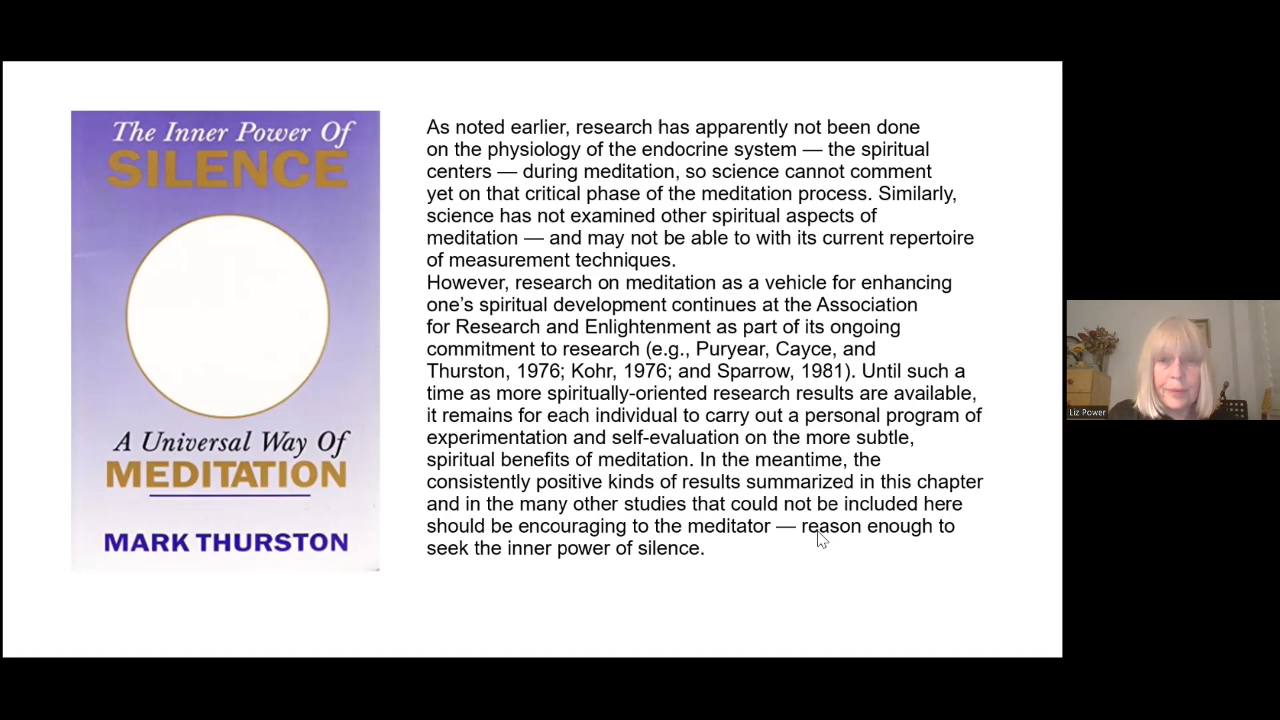 The Inner Power Of
SILENCE
A Universal Way Of
MEDITATION
MARK THURSTON
As noted earlier, research has apparently not been done
on the physiology of the endocrine system — the spiritual
centers — during meditation, so science cannot comment
yet on that critical phase of the meditation process. Similarly,
science has not examined other spiritual aspects of
meditation — and may not be able to with its current repertoire
of measurement techniques.
However, research on meditation as a vehicle for enhancing
one's spiritual development continues at the Association
for Research and Enlightenment as part of its ongoing
commitment to research (e.g., Puryear, Cayce, and
Thurston, 1976; Kohr, 1976; and Sparrow, 1981). Until such a
time as more spiritually-oriented research results are available,
it remains for each individual to carry out a personal program of
experimentation and self-evaluation on the more subtle,
spiritual benefits of meditation. In the meantime, the
consistently positive kinds of results summarized in this chapter
and in the many other studies that could not be included here
should be encouraging to the meditator — reason enough to
seek the inner power of silence.
Liz Power